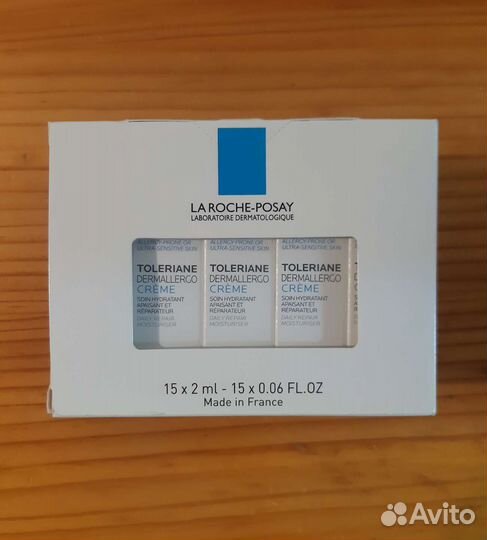 LA ROCHE-POSAY
LABORATOIRE DERMATOLOGIQUE
ALLERGY-PRONE OR
ULTRA-SENSITIVE SKIN
TOLERIANE
DERMALLERGO
CRÈME
SOIN HYDRATANT
APAISANT ET
RÉPARATEUR
DAILY REPAIR
MOISTURISER
ALLERGY-PRONE OR
ULTRA-SENSITIVE SKIN
TOLERIANE
DERMALLERGO
CRÈME
SOIN HYDRATANT
APAISANT ET
RÉPARATEUR
DAILY REPAIR
MOISTURISER
ALLERGY-PRONE OR
ULTRA-SENSITIVE SKIN
TOLERIANE
DERMALLERGO
CRÈME
SOIN HYDRATANT
APAISANT ET
RÉPARATEUR
DAILY REPAIR
MOISTURISER
15 x 2 ml - 15 x 0.06 FL.OZ
Made in France
Avito